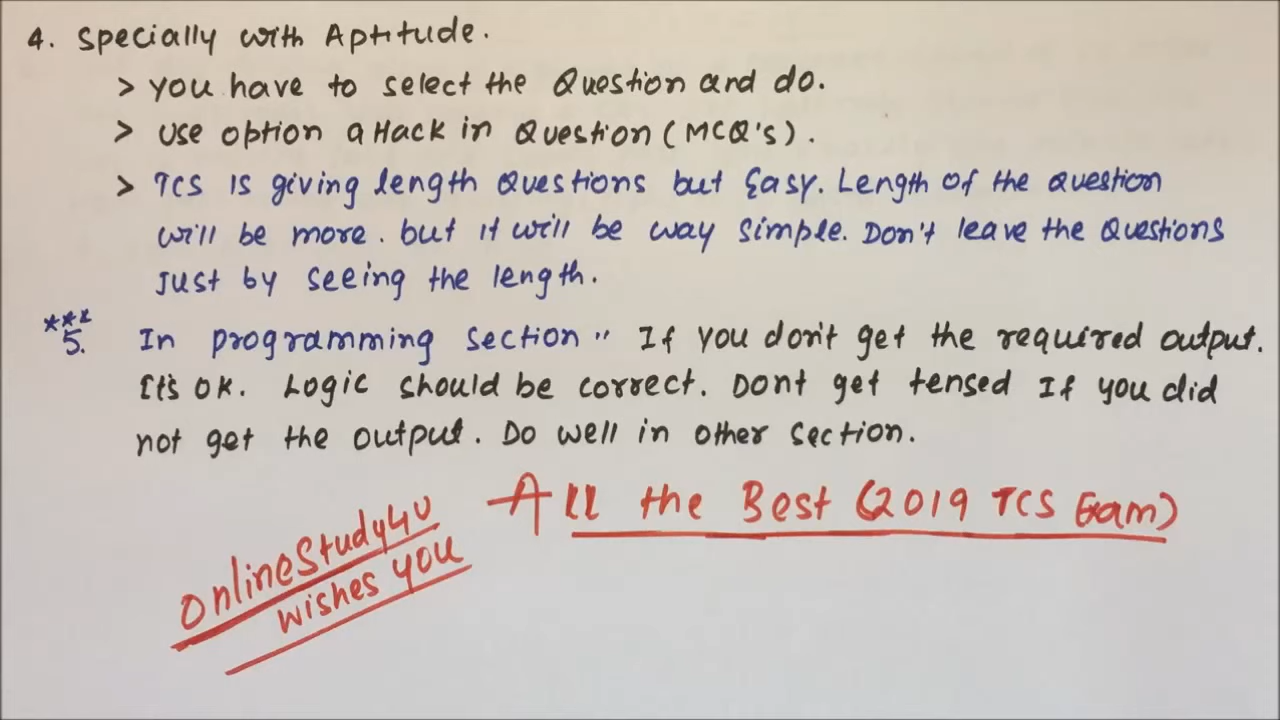 4. Specially with Aptitude.
> you have to select the Question and do.
> use option a Hack in Question (MCQ's).
> TCS is giving length Questions but Easy. Length of the Question
will be more. but it will be way simple. Don't leave the Questions
Just by seeing the length.
***
5. In programming section " If you don't get the required output.
It's ok. Logic should be correct. Dont get tensed If you did
not get the output. Do well in other section.
All the Best (2019 TCS Exam)
onlineStudy4U
wishes you